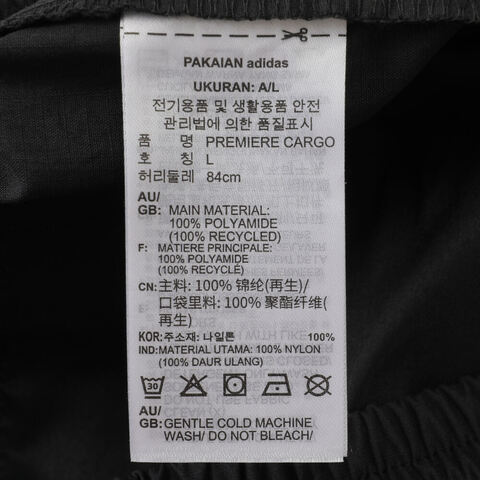 PAKAIAN adidas
UKURAN: A/L
전기용품 및 생활용품 안전
관리법에 의한 품질표시
품 명 PREMIERE CARGO
호 칭 L
허리둘레 84cm
AU/
GB: MAIN MATERIAL:
100% POLYAMIDE
(100% RECYCLED)
F: MATIERE PRINCIPALE:
100% POLYAMIDE
(100% RECYCLÉ)
CN: 主料: 100% 锦纶(再生)/
口袋里料: 100% 聚酯纤维(
再生)
KOR: 주소재: 나일론 100%
IND: MATERIAL UTAMA: 100% NYLON
(100% DAUR ULANG)
30
AU/
GB: GENTLE COLD MACHINE
WASH/ DO NOT BLEACH/